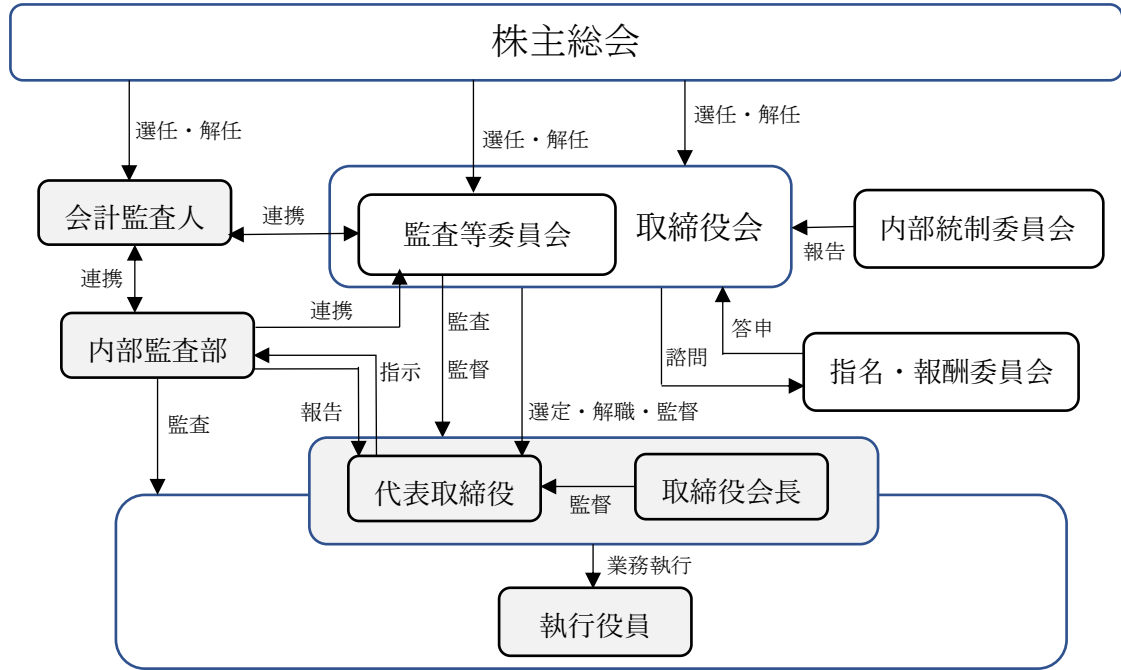 株主総会
選任・解任
選任・解任
選任・解任
会計監査人
連携
監査等委員会
取締役会
報告
内部統制委員会
連携
内部監査部
連携
監査
監督
諮問
答申
指名・報酬委員会
指示
報告
選定・解職・監督
監査
代表取締役
監督
取締役会長
業務執行
執行役員